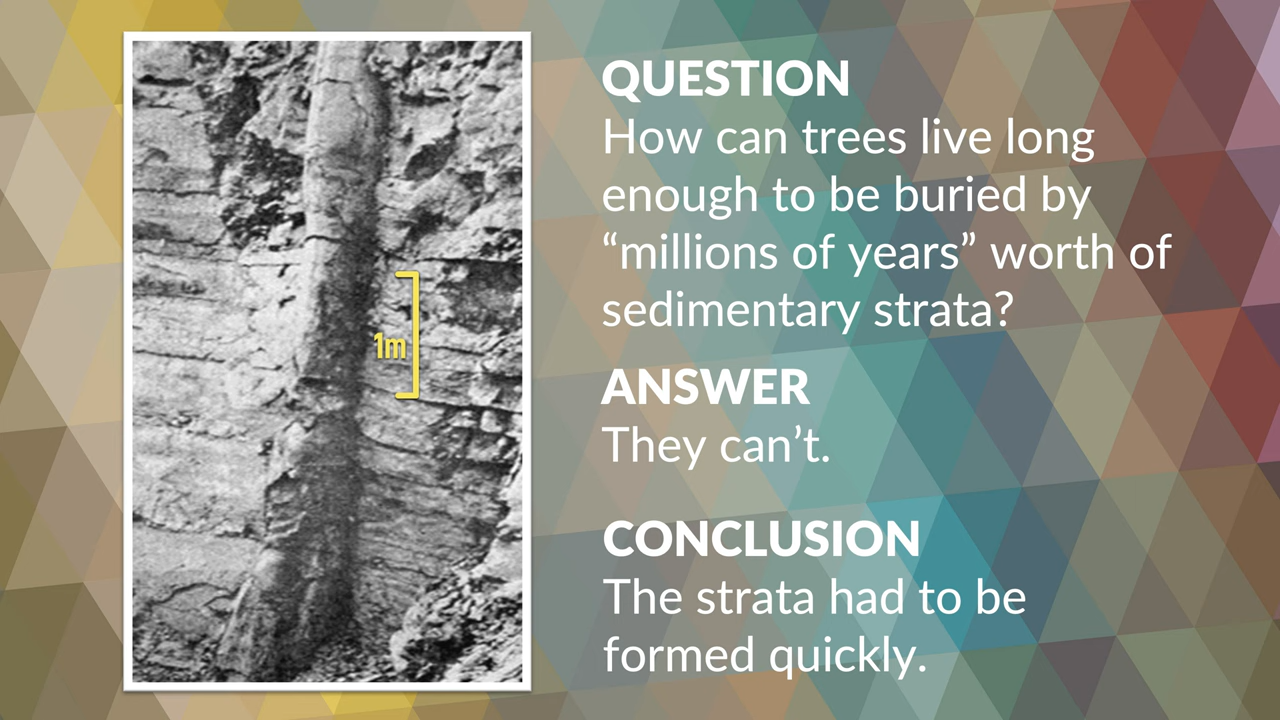 QUESTION
How can trees live long
enough to be buried by
“millions of years” worth of
sedimentary strata?
1m
ANSWER
They can’t.
CONCLUSION
The strata had to be
formed quickly.